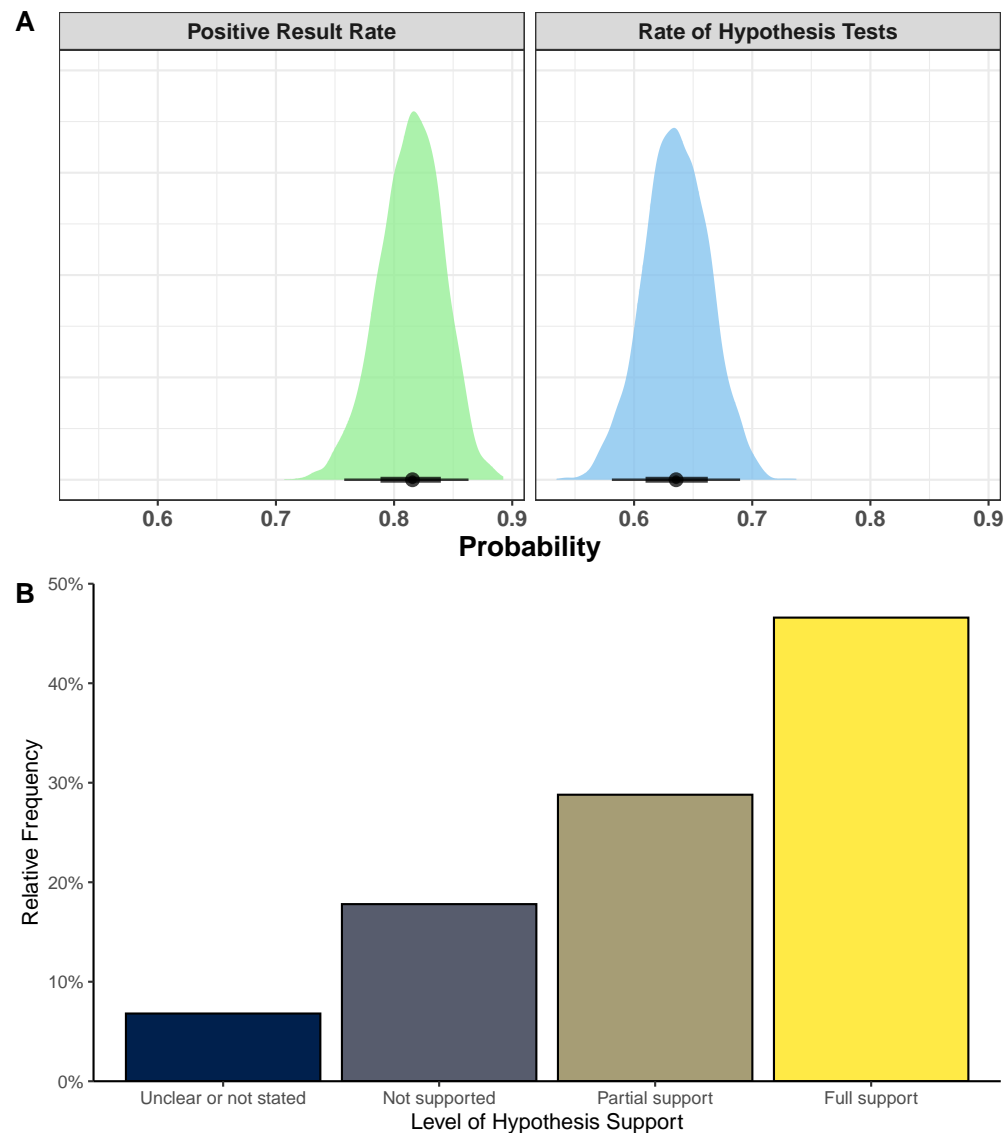 A
Positive Result Rate
Rate of Hypothesis Tests
0.6 0.7 0.8 0.9
0.6 0.7 0.8 0.9
Probability
B
50%
40%
30%
20%
10%
0%
Relative Frequency
Unclear or not stated
Not supported
Partial support
Full support
Level of Hypothesis Support